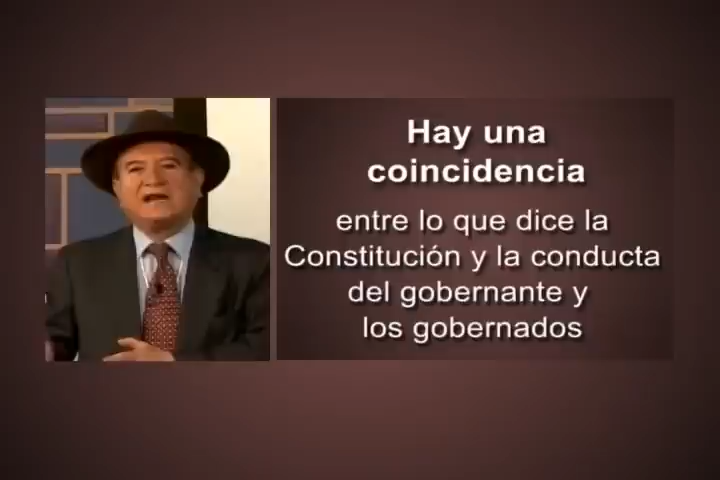 Hay una
coincidencia
entre lo que dice la
Constitución y la conducta
del gobernante y
los gobernados